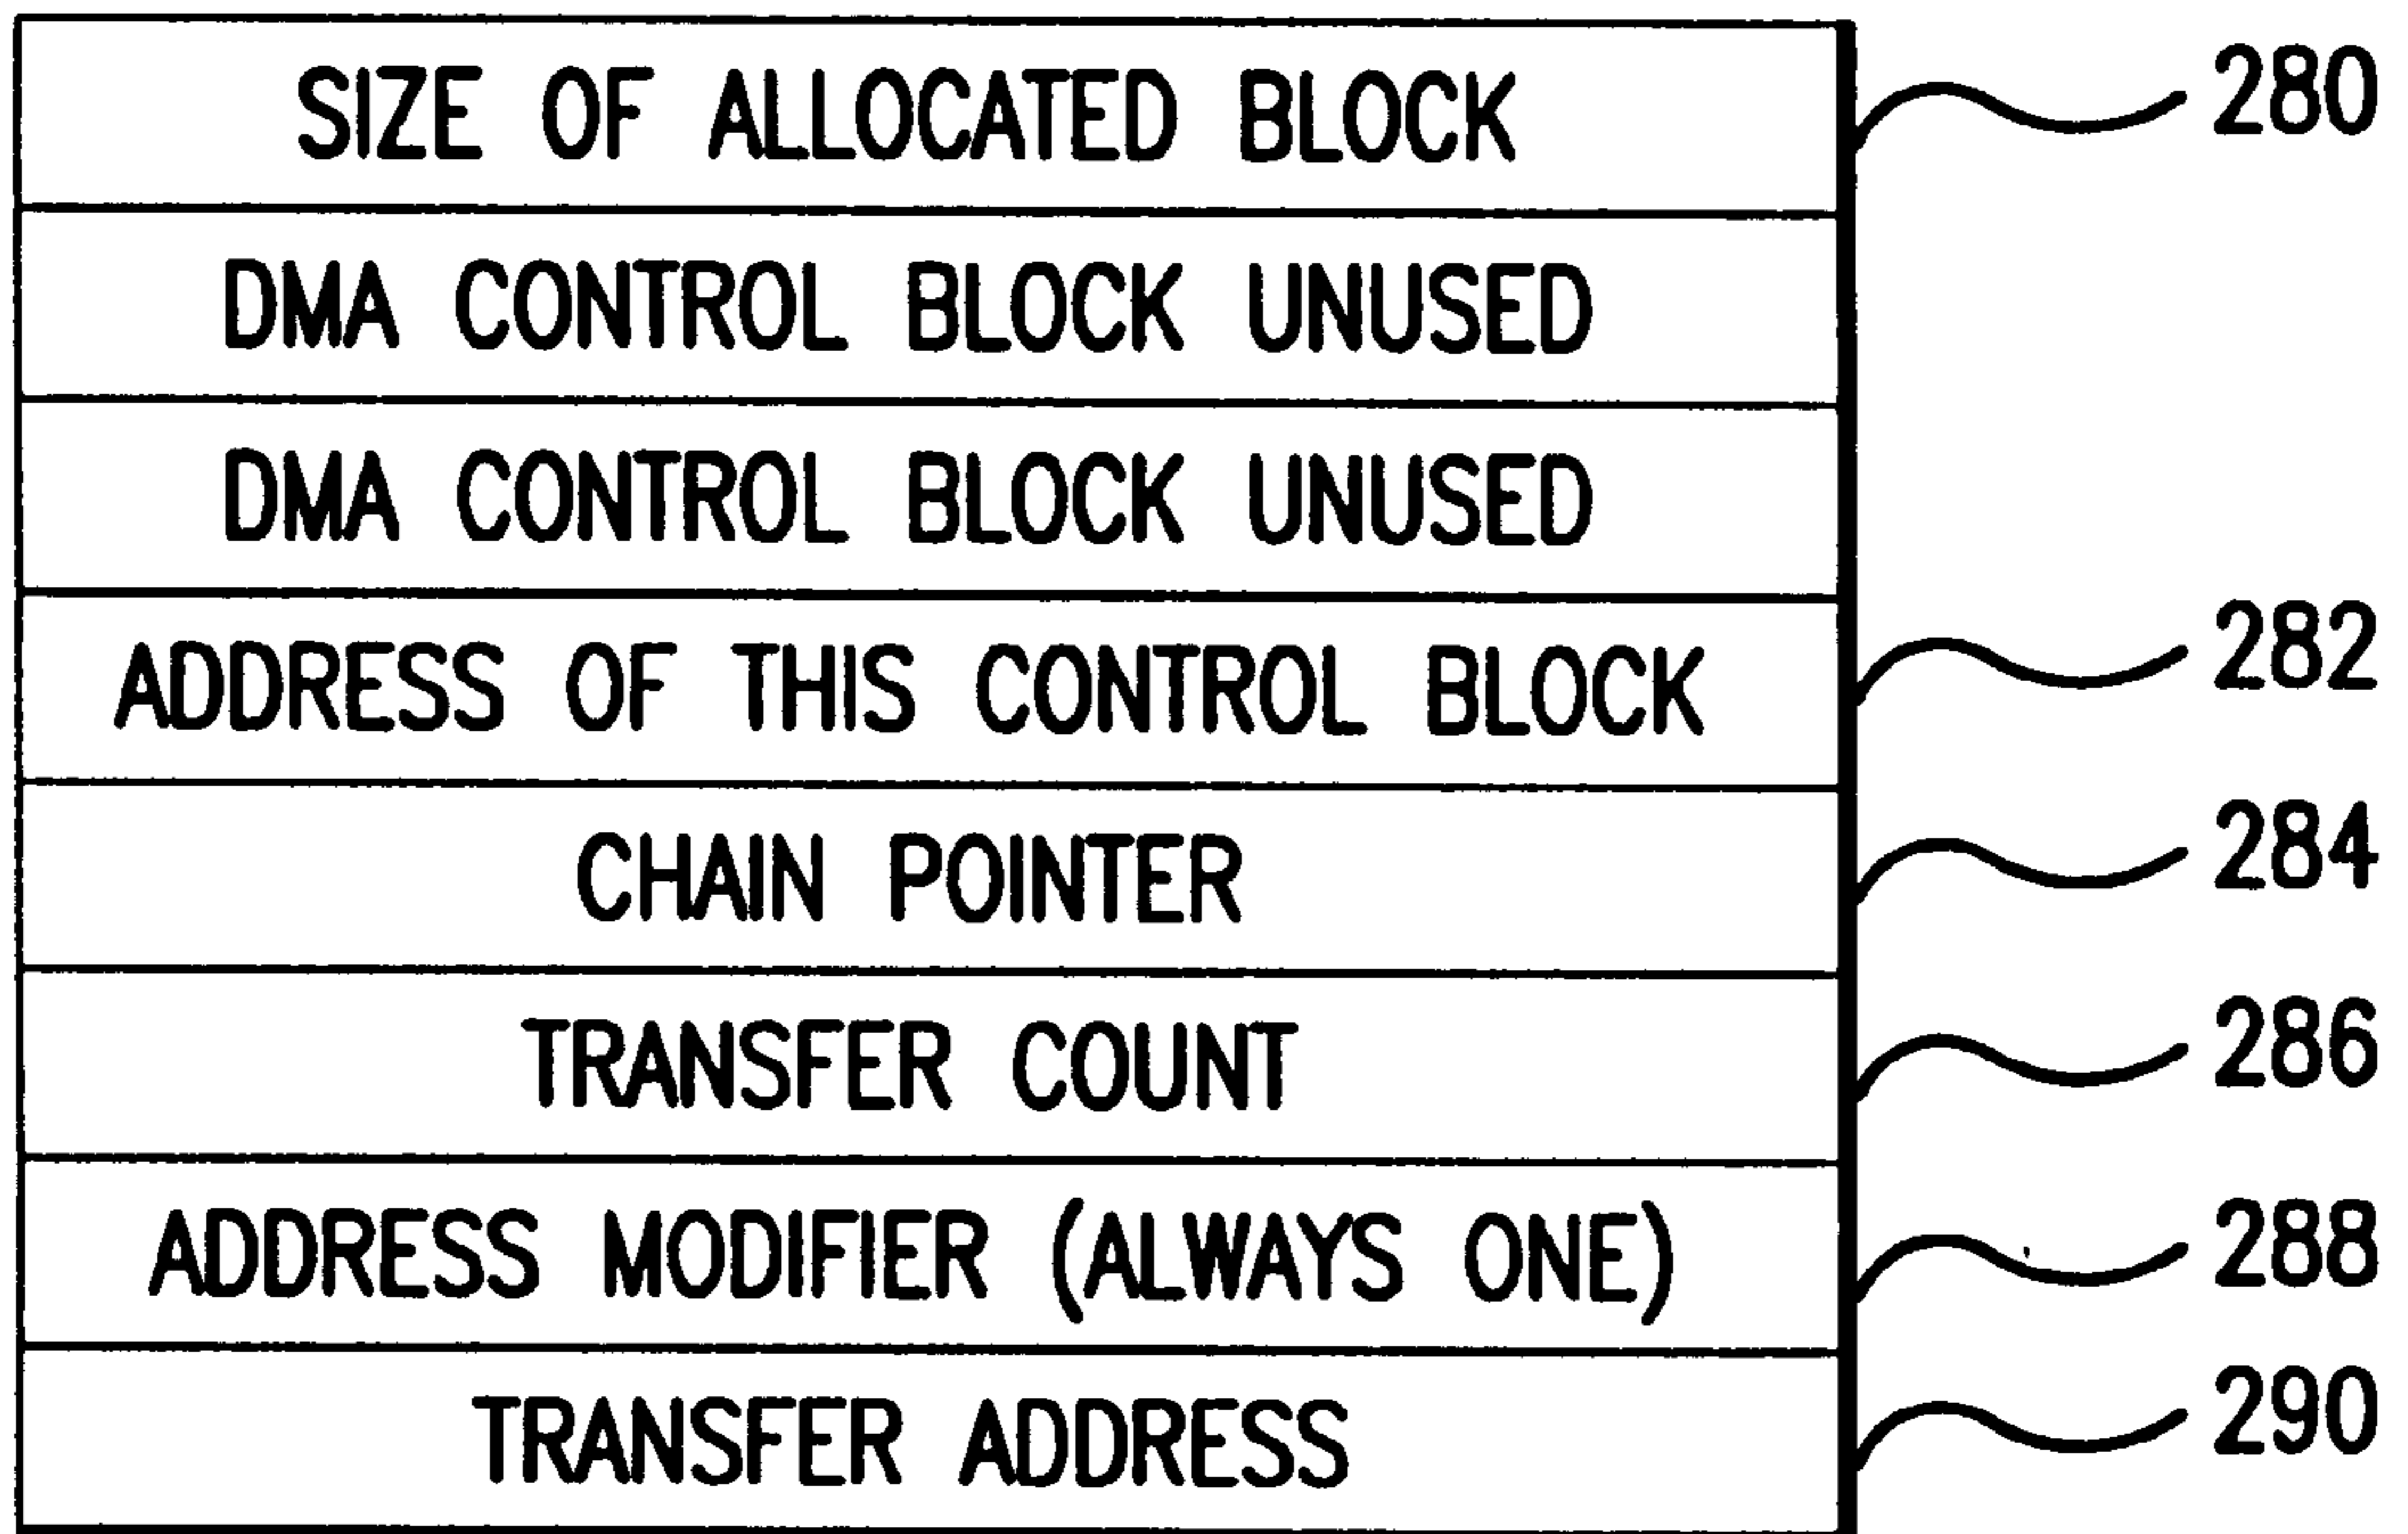 SIZE OF ALLOCATED BLOCK 280
DMA CONTROL BLOCK UNUSED
DMA CONTROL BLOCK UNUSED
ADDRESS OF THIS CONTROL BLOCK 282
CHAIN POINTER 284
TRANSFER COUNT 286
ADDRESS MODIFIER (ALWAYS ONE) 288
TRANSFER ADDRESS 290